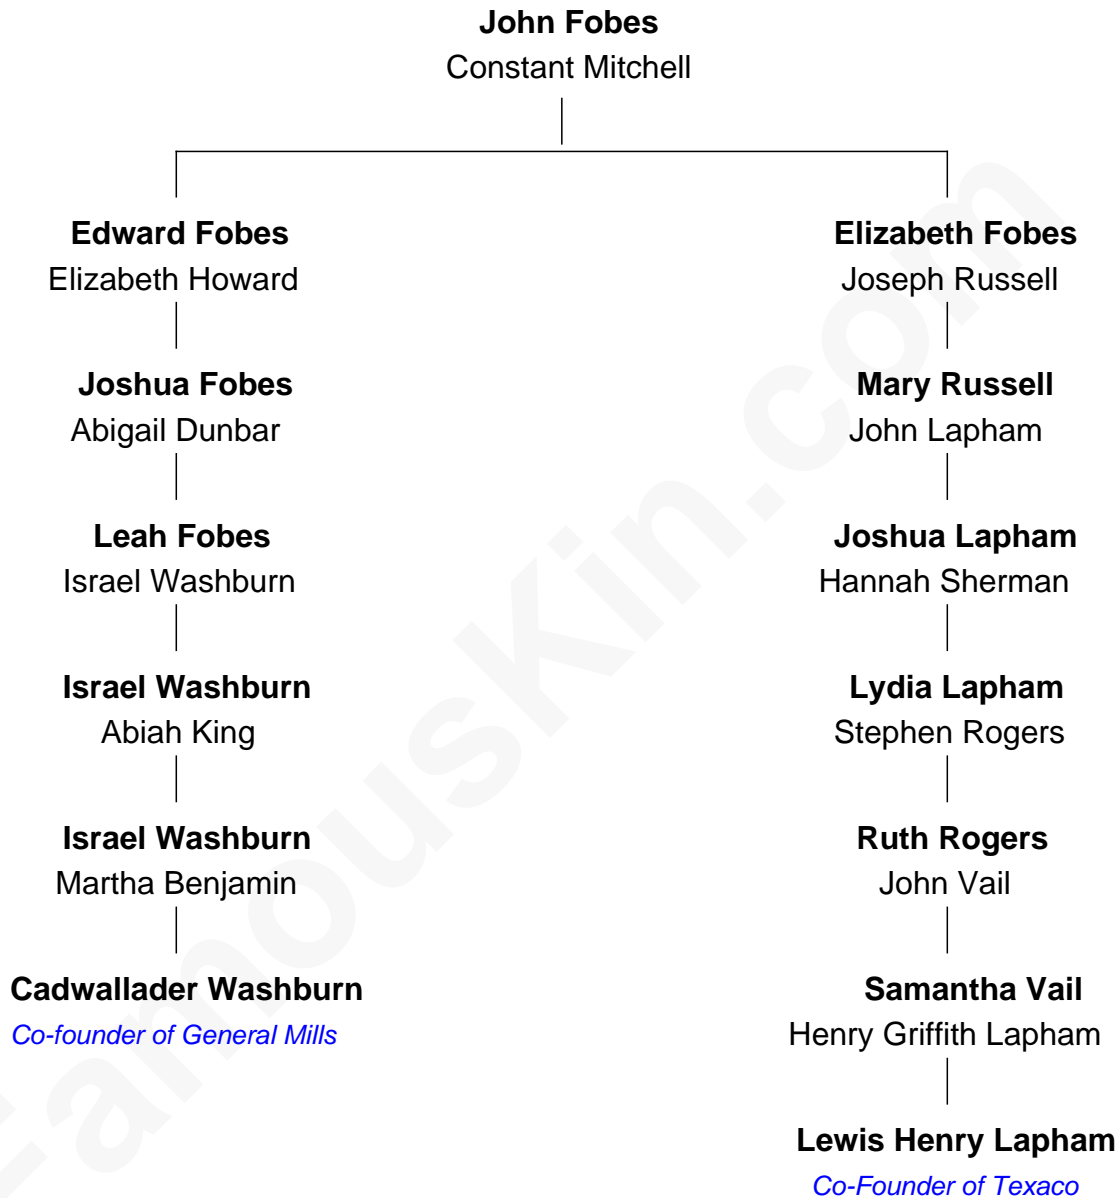 John Fobes
Constant Mitchell
Edward Fobes
Elizabeth Howard
Elizabeth Fobes
Joseph Russell
Joshua Fobes
Abigail Dunbar
Mary Russell
John Lapham
Leah Fobes
Israel Washburn
Joshua Lapham
Hannah Sherman
Israel Washburn
Abiah King
Lydia Lapham
Stephen Rogers
Israel Washburn
Martha Benjamin
Ruth Rogers
John Vail
Cadwallader Washburn
Co-founder of General Mills
Samantha Vail
Henry Griffith Lapham
Lewis Henry Lapham
Co-Founder of Texaco
FamousKin.com